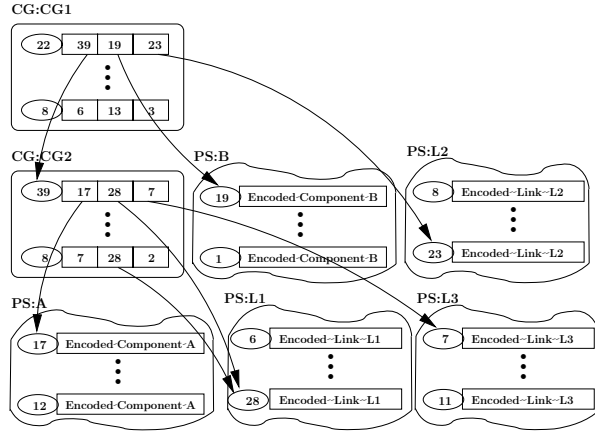 CG:CG1
22 39 19 23
8 6 13 3
CG:CG2
39 17 28 7
8 7 28 2
PS:B
19 Encoded~Component~B
1 Encoded~Component~B
PS:L2
8 Encoded~Link~L2
23 Encoded~Link~L2
PS:A
17 Encoded~Component~A
12 Encoded~Component~A
PS:L1
6 Encoded~Link~L1
28 Encoded~Link~L1
PS:L3
7 Encoded~Link~L3
11 Encoded~Link~L3